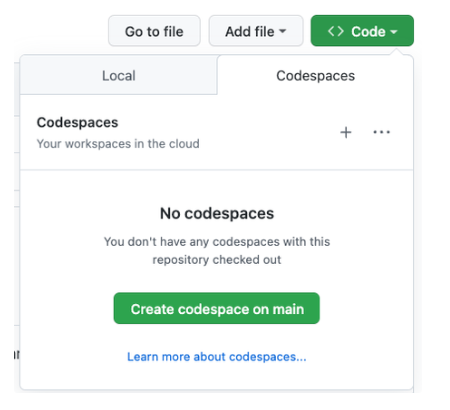 Go to file
Add file
<> Code
Local
Codespaces
Codespaces
Your workspaces in the cloud
No codespaces
You don't have any codespaces with this
repository checked out
Create codespace on main
Learn more about codespaces...